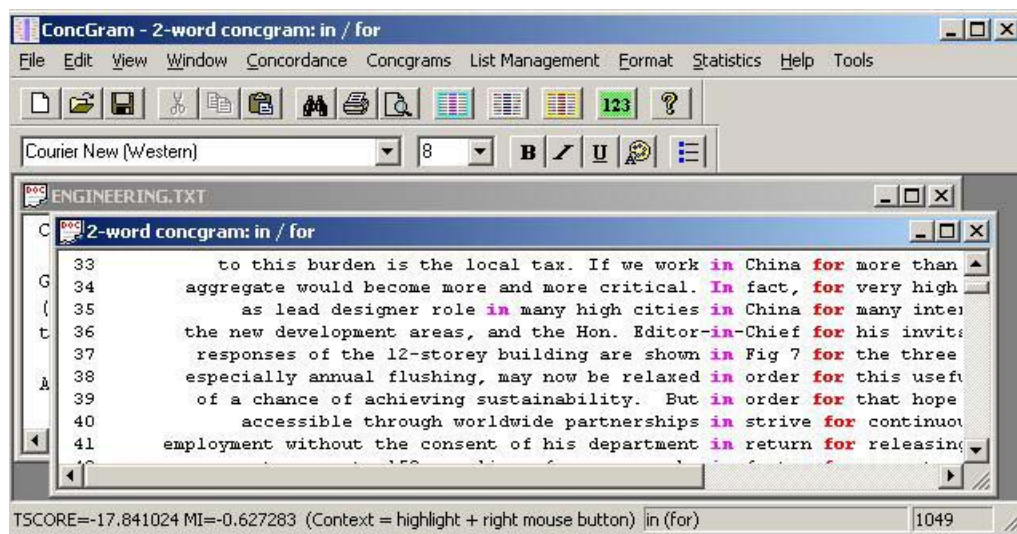 ConcGram - 2-word concgram: in / for
File Edit View Window Concordance Concgrams List Management Format Statistics Help Tools
123 ?
Courier New (Western) 8 B I U
DOC ENGINEERING.TXT
DOC 2-word concgram: in / for
33 to this burden is the local tax. If we work in China for more than
34 aggregate would become more and more critical. In fact, for very high
35 as lead designer role in many high cities in China for many inter
36 the new development areas, and the Hon. Editor-in-Chief for his invita
37 responses of the 12-storey building are shown in Fig 7 for the three
38 especially annual flushing, may now be relaxed in order for this usefu
39 of a chance of achieving sustainability. But in order for that hope
40 accessible through worldwide partnerships in strive for continuou
41 employment without the consent of his department in return for releasing
TSCORE=-17.841024 MI=-0.627283 (Context = highlight + right mouse button) in (for) 1049